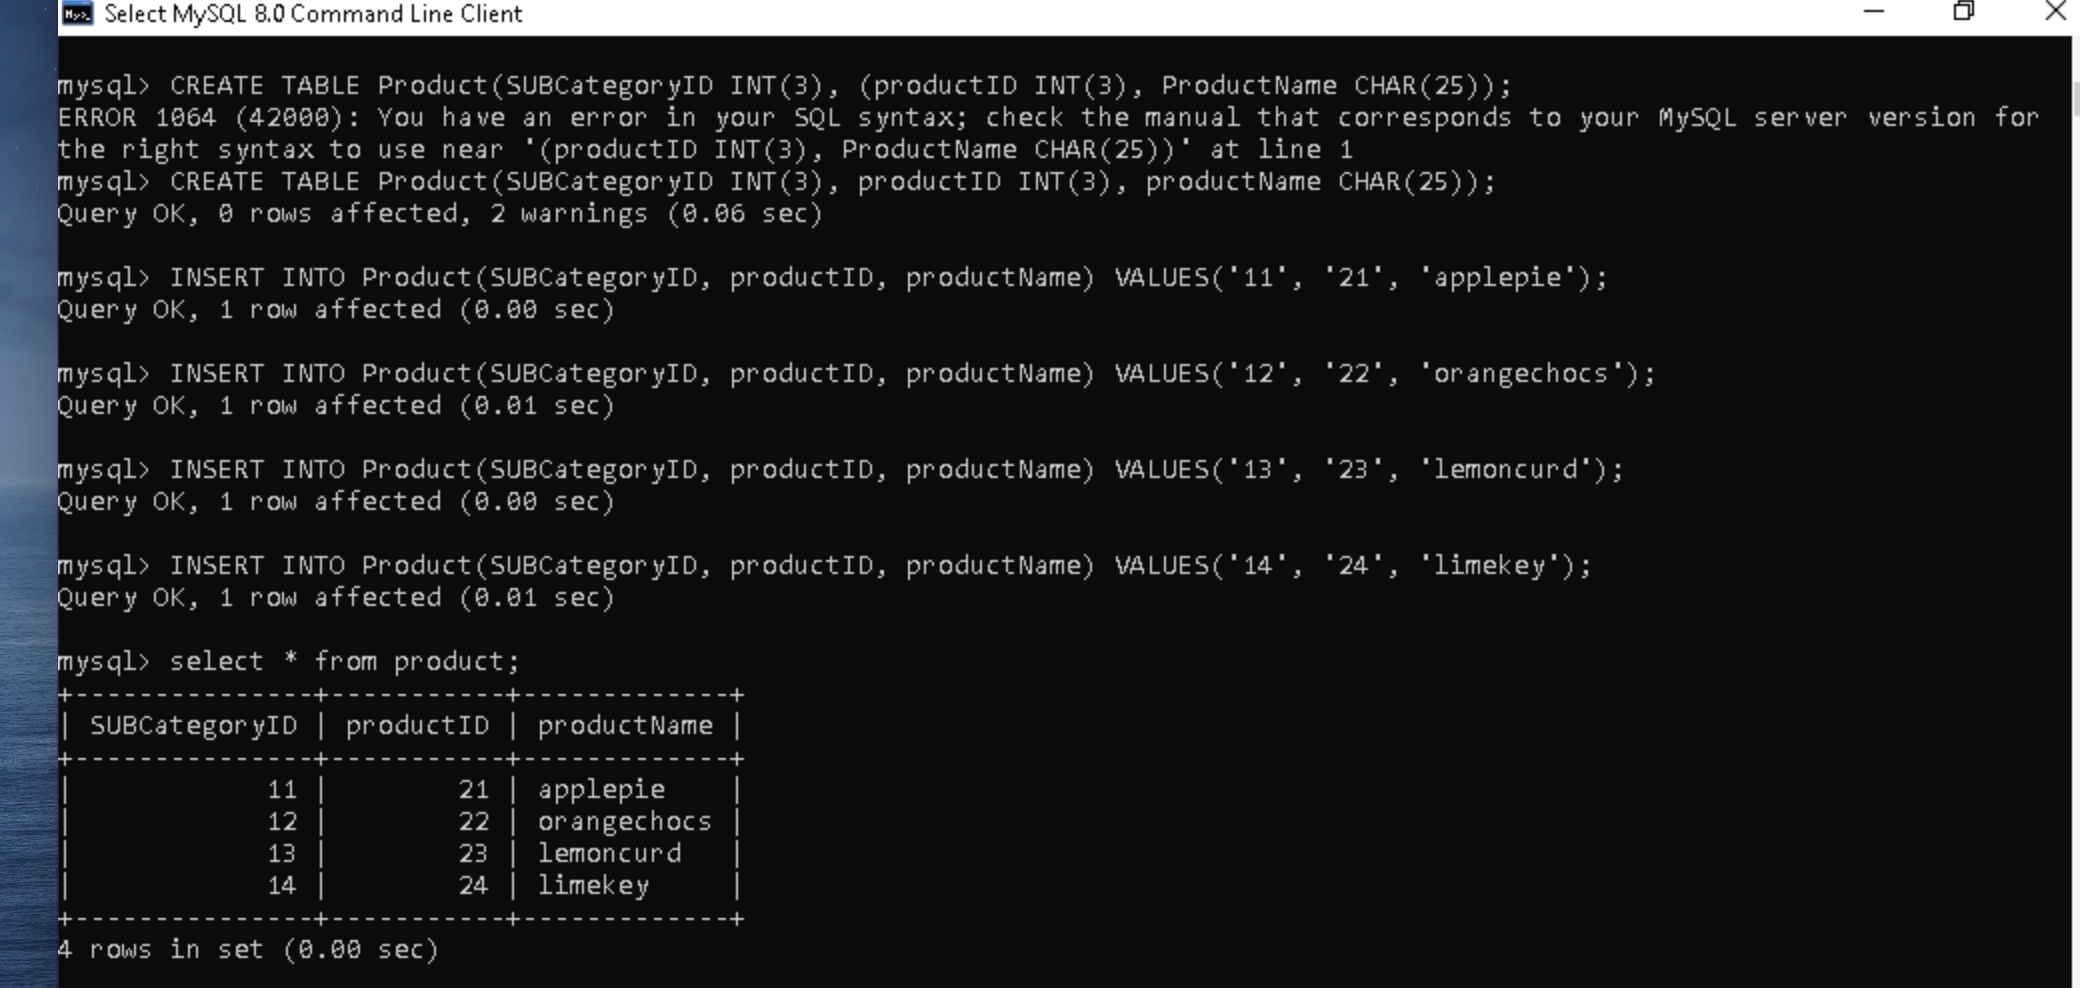 Select MySQL 8.0 Command Line Client
mysql> CREATE TABLE Product(SUBCategoryID INT(3), (productID INT(3), ProductName CHAR(25));
ERROR 1064 (42000): You have an error in your SQL syntax; check the manual that corresponds to your MySQL server version for
the right syntax to use near '(productID INT(3), ProductName CHAR(25))' at line 1
mysql> CREATE TABLE Product(SUBCategoryID INT(3), productID INT(3), productName CHAR(25));
Query OK, 0 rows affected, 2 warnings (0.06 sec)
mysql> INSERT INTO Product(SUBCategoryID, productID, productName) VALUES('11', '21', 'applepie');
Query OK, 1 row affected (0.00 sec)
mysql> INSERT INTO Product(SUBCategoryID, productID, productName) VALUES('12', '22', 'orangechocs');
Query OK, 1 row affected (0.01 sec)
mysql> INSERT INTO Product(SUBCategoryID, productID, productName) VALUES('13', '23', 'lemoncurd');
Query OK, 1 row affected (0.00 sec)
mysql> INSERT INTO Product(SUBCategoryID, productID, productName) VALUES('14', '24', 'limekey');
Query OK, 1 row affected (0.01 sec)
mysql> select * from product;
+---------------+-----------+-------------+
| SUBCategoryID | productID | productName |
+---------------+-----------+-------------+
|            11 |        21 | applepie    |
|            12 |        22 | orangechocs |
|            13 |        23 | lemoncurd   |
|            14 |        24 | limekey     |
+---------------+-----------+-------------+
4 rows in set (0.00 sec)